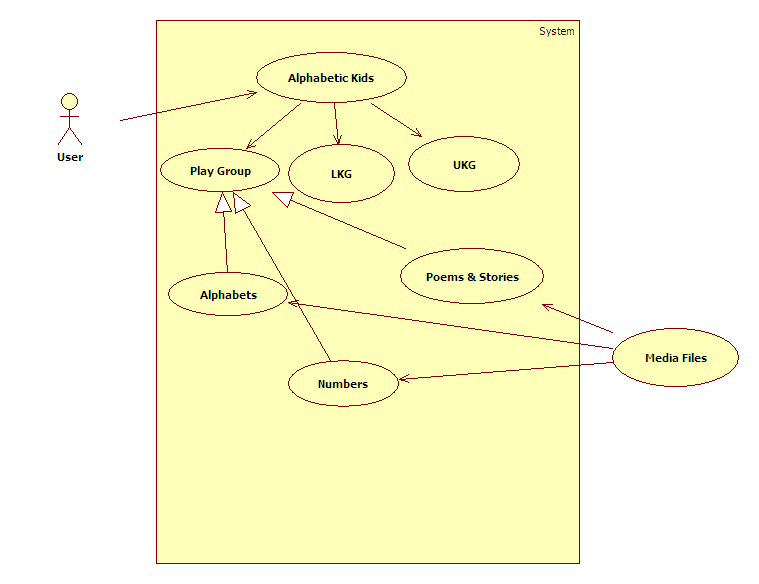 System
Alphabetic Kids
User
Play Group
LKG
UKG
Poems & Stories
Alphabets
Media Files
Numbers